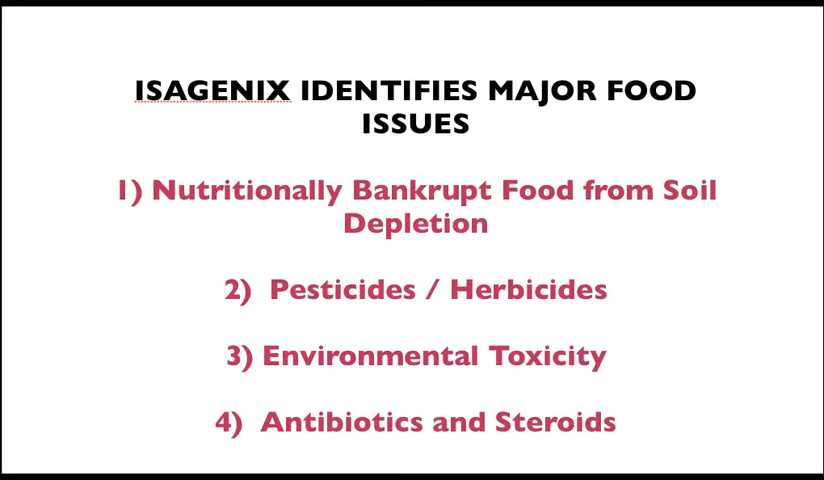 ISAGENIX IDENTIFIES MAJOR FOOD
ISSUES
1) Nutritionally Bankrupt Food from Soil
Depletion
2) Pesticides / Herbicides
3) Environmental Toxicity
4) Antibiotics and Steroids